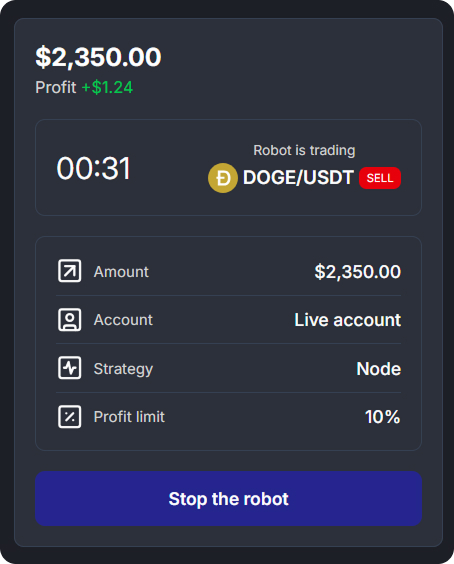 $2,350.00
Profit +$1.24
Robot is trading
00:31
DOGE/USDT SELL
Amount $2,350.00
Account Live account
Strategy Node
Profit limit 10%
Stop the robot